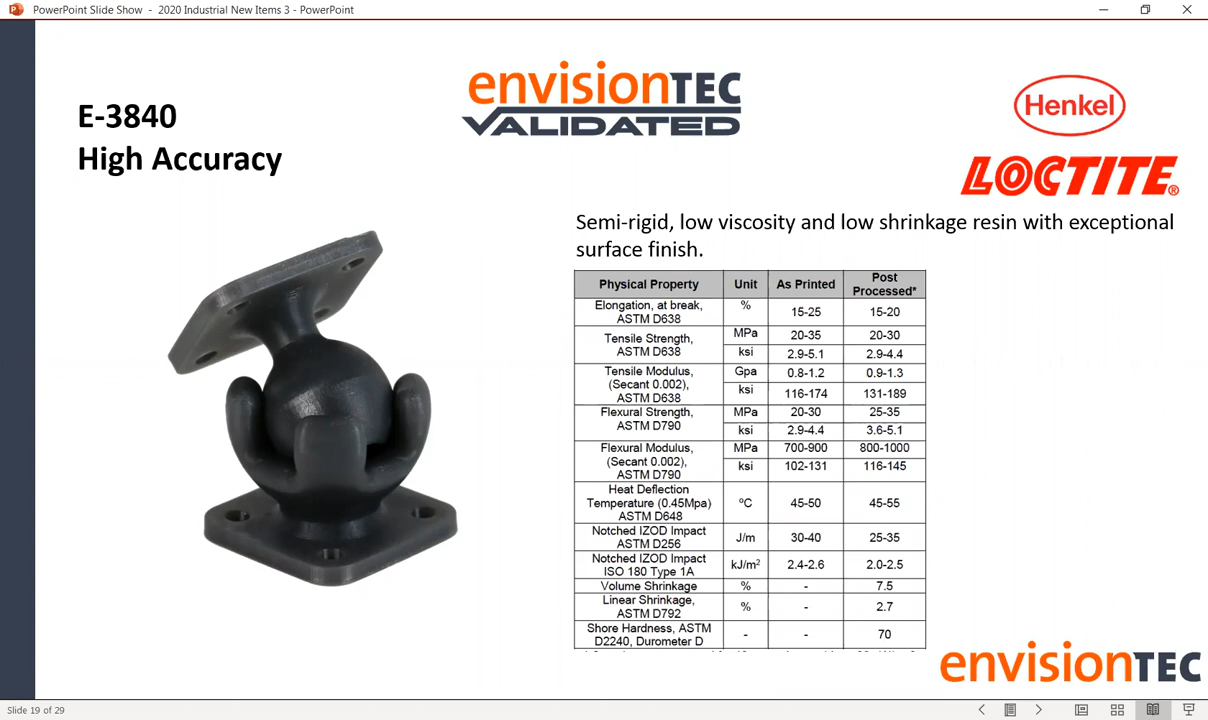 PowerPoint Slide Show - 2020 Industrial New Items 3 - PowerPoint
E-3840
High Accuracy
envisionTEC
VALIDATED
Henkel
LOCTITE®
Semi-rigid, low viscosity and low shrinkage resin with exceptional
surface finish.
Physical Property Unit As Printed Post
Processed*
Elongation, at break,
ASTM D638 % 15-25 15-20
Tensile Strength,
ASTM D638 MPa 20-35 20-30
ksi 2.9-5.1 2.9-4.4
Tensile Modulus,
(Secant 0.002),
ASTM D638 Gpa 0.8-1.2 0.9-1.3
ksi 116-174 131-189
Flexural Strength,
ASTM D790 MPa 20-30 25-35
ksi 2.9-4.4 3.6-5.1
Flexural Modulus,
(Secant 0.002),
ASTM D790 MPa 700-900 800-1000
ksi 102-131 116-145
Heat Deflection
Temperature (0.45Mpa)
ASTM D648 ºC 45-50 45-55
Notched IZOD Impact
ASTM D256 J/m 30-40 25-35
Notched IZOD Impact
ISO 180 Type 1A kJ/m² 2.4-2.6 2.0-2.5
Volume Shrinkage % - 7.5
Linear Shrinkage,
ASTM D792 % - 2.7
Shore Hardness, ASTM
D2240, Durometer D - - 70
envisionTEC
Slide 19 of 29